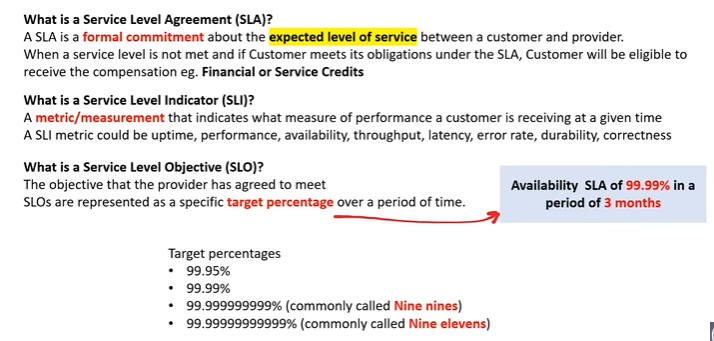 What is a Service Level Agreement (SLA)?
A SLA is a formal commitment about the expected level of service between a customer and provider.
When a service level is not met and if Customer meets its obligations under the SLA, Customer will be eligible to
receive the compensation eg. Financial or Service Credits
What is a Service Level Indicator (SLI)?
A metric/measurement that indicates what measure of performance a customer is receiving at a given time
A SLI metric could be uptime, performance, availability, throughput, latency, error rate, durability, correctness
What is a Service Level Objective (SLO)?
The objective that the provider has agreed to meet
SLOs are represented as a specific target percentage over a period of time.
Availability SLA of 99.99% in a
period of 3 months
Target percentages
• 99.95%
• 99.99%
• 99.999999999% (commonly called Nine nines)
• 99.99999999999% (commonly called Nine elevens)